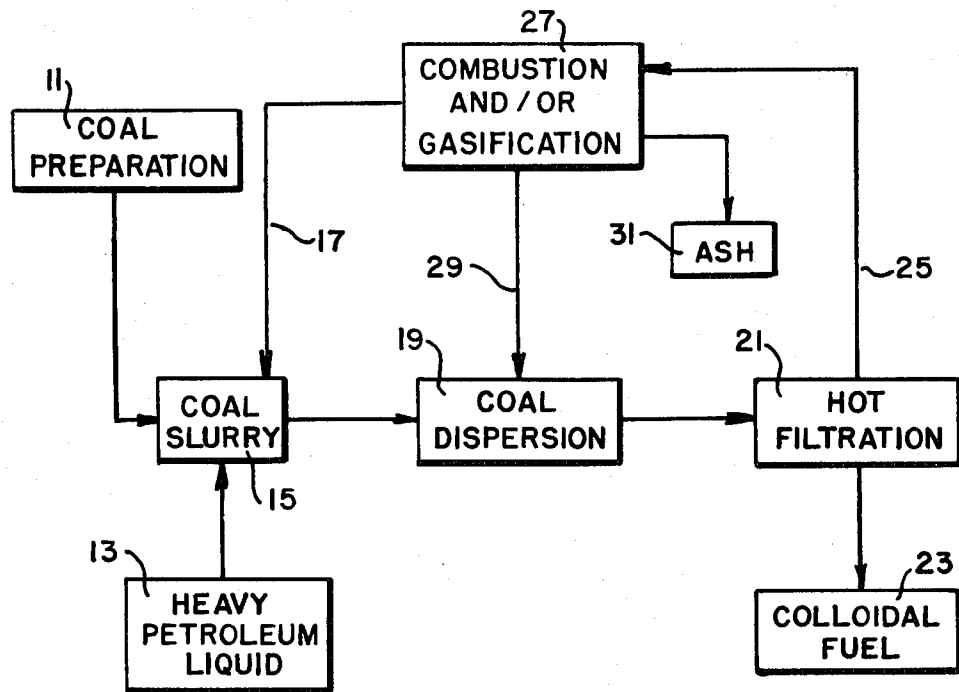 27
COMBUSTION
AND / OR
GASIFICATION
11
COAL
PREPARATION
17
29
31
ASH
25
19
COAL
DISPERSION
21
HOT
FILTRATION
COAL
SLURRY
15
13
HEAVY
PETROLEUM
LIQUID
23
COLLOIDAL
FUEL